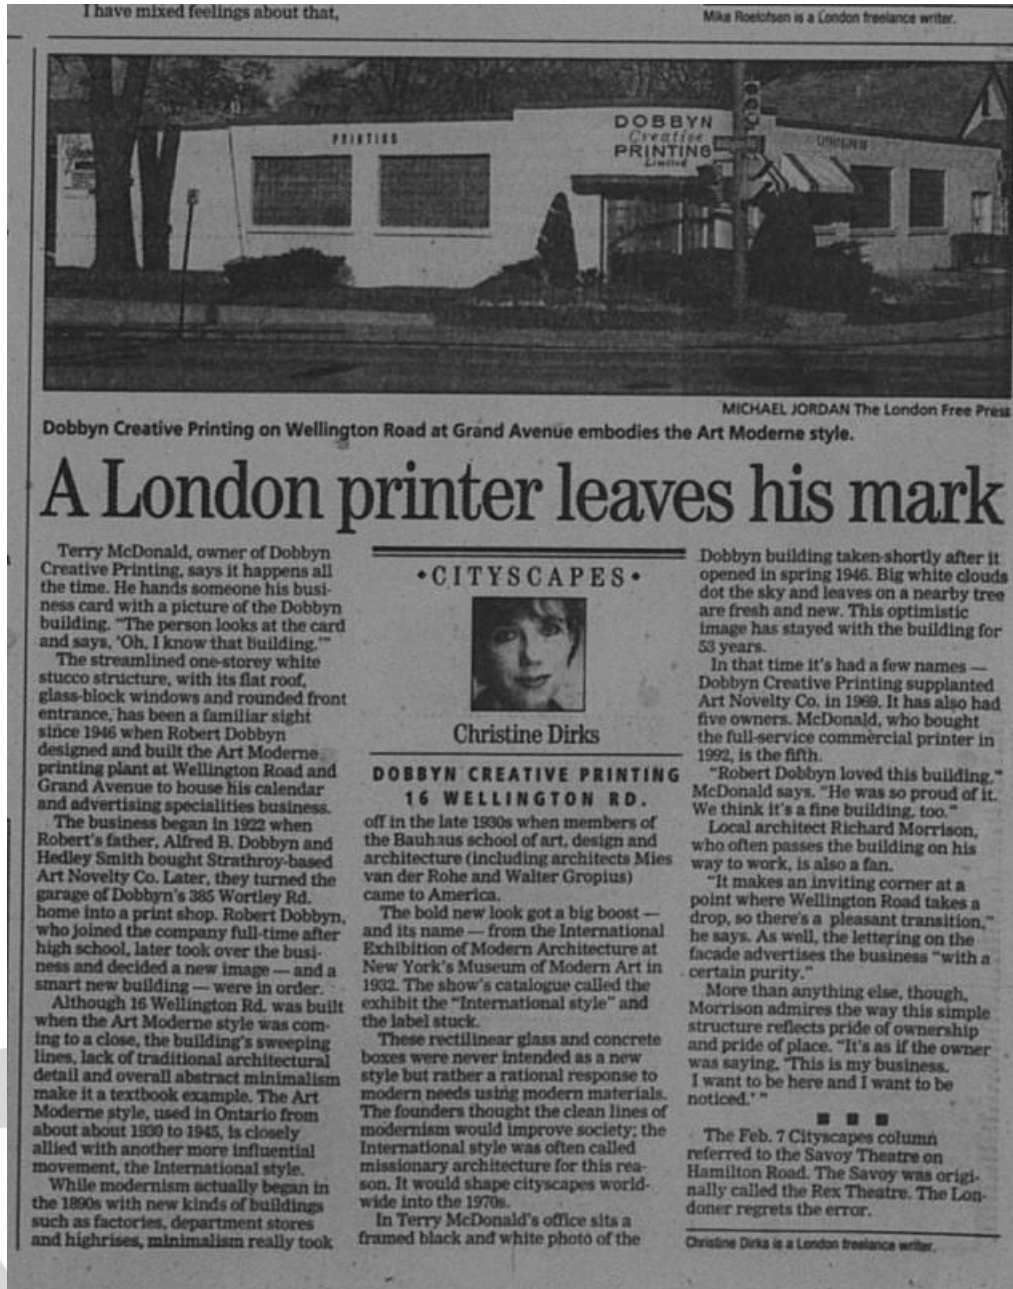 I have mixed feelings about that,
Mike Roelofsen is a London freelance writer.
PRINTING
DOBBYN
Creative
PRINTING
Limited
LITHOGRAPHY
MICHAEL JORDAN The London Free Press
Dobbyn Creative Printing on Wellington Road at Grand Avenue embodies the Art Moderne style.
A London printer leaves his mark
Terry McDonald, owner of Dobbyn
Creative Printing, says it happens all
the time. He hands someone his busi-
ness card with a picture of the Dobbyn
building. "The person looks at the card
and says, 'Oh, I know that building.'"
The streamlined one-storey white
stucco structure, with its flat roof,
glass-block windows and rounded front
entrance, has been a familiar sight
since 1946 when Robert Dobbyn
designed and built the Art Moderne
printing plant at Wellington Road and
Grand Avenue to house his calendar
and advertising specialities business.
The business began in 1922 when
Robert's father, Alfred B. Dobbyn and
Hedley Smith bought Strathroy-based
Art Novelty Co. Later, they turned the
garage of Dobbyn's 385 Wortley Rd.
home into a print shop. Robert Dobbyn,
who joined the company full-time after
high school, later took over the busi-
ness and decided a new image — and a
smart new building — were in order.
Although 16 Wellington Rd. was built
when the Art Moderne style was com-
ing to a close, the building's sweeping
lines, lack of traditional architectural
detail and overall abstract minimalism
make it a textbook example. The Art
Moderne style, used in Ontario from
about about 1930 to 1945, is closely
allied with another more influential
movement, the International style.
While modernism actually began in
the 1890s with new kinds of buildings
such as factories, department stores
and highrises, minimalism really took
•CITYSCAPES•
Christine Dirks
DOBBYN CREATIVE PRINTING
16 WELLINGTON RD.
off in the late 1930s when members of
the Bauhaus school of art, design and
architecture (including architects Mies
van der Rohe and Walter Gropius)
came to America.
The bold new look got a big boost —
and its name — from the International
Exhibition of Modern Architecture at
New York's Museum of Modern Art in
1932. The show's catalogue called the
exhibit the "International style" and
the label stuck.
These rectilinear glass and concrete
boxes were never intended as a new
style but rather a rational response to
modern needs using modern materials.
The founders thought the clean lines of
modernism would improve society; the
International style was often called
missionary architecture for this rea-
son. It would shape cityscapes world-
wide into the 1970s.
In Terry McDonald's office sits a
framed black and white photo of the
Dobbyn building taken shortly after it
opened in spring 1946. Big white clouds
dot the sky and leaves on a nearby tree
are fresh and new. This optimistic
image has stayed with the building for
53 years.
In that time it's had a few names —
Dobbyn Creative Printing supplanted
Art Novelty Co. in 1969. It has also had
five owners. McDonald, who bought
the full-service commercial printer in
1992, is the fifth.
"Robert Dobbyn loved this building,"
McDonald says. "He was so proud of it.
We think it's a fine building, too."
Local architect Richard Morrison,
who often passes the building on his
way to work, is also a fan.
"It makes an inviting corner at a
point where Wellington Road takes a
drop, so there's a pleasant transition,"
he says. As well, the lettering on the
facade advertises the business "with a
certain purity."
More than anything else, though,
Morrison admires the way this simple
structure reflects pride of ownership
and pride of place. "It's as if the owner
was saying, 'This is my business.
I want to be here and I want to be
noticed.' "
The Feb. 7 Cityscapes column
referred to the Savoy Theatre on
Hamilton Road. The Savoy was origi-
nally called the Rex Theatre. The Lon-
doner regrets the error.
Christine Dirks is a London freelance writer.